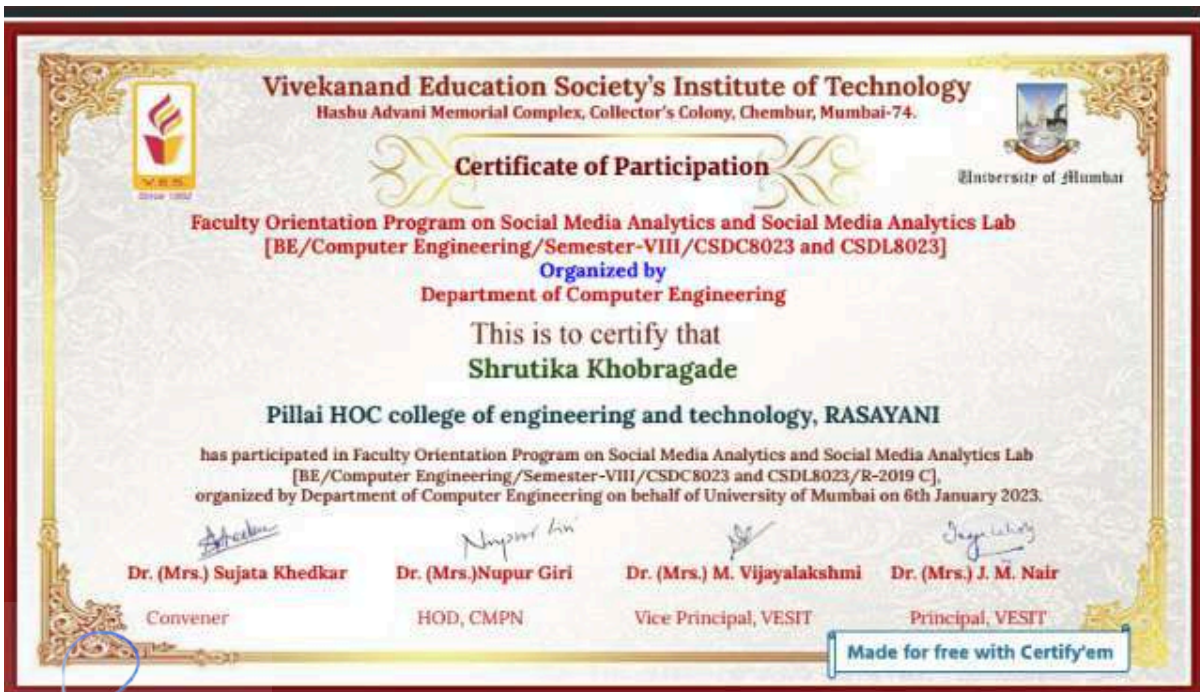 Vivekanand Education Society's Institute of Technology
Hashu Advani Memorial Complex, Collector's Colony, Chembur, Mumbai-74.
V.E.S.
Since 1962
University of Mumbai
Certificate of Participation
Faculty Orientation Program on Social Media Analytics and Social Media Analytics Lab
[BE/Computer Engineering/Semester-VIII/CSDC8023 and CSDL8023]
Organized by
Department of Computer Engineering
This is to certify that
Shrutika Khobragade
Pillai HOC college of engineering and technology, RASAYANI
has participated in Faculty Orientation Program on Social Media Analytics and Social Media Analytics Lab
[BE/Computer Engineering/Semester-VIII/CSDC8023 and CSDL8023/R-2019 C],
organized by Department of Computer Engineering on behalf of University of Mumbai on 6th January 2023.
Dr. (Mrs.) Sujata Khedkar Dr. (Mrs.)Nupur Giri Dr. (Mrs.) M. Vijayalakshmi Dr. (Mrs.) J. M. Nair
Convener HOD, CMPN Vice Principal, VESIT Principal, VESIT
Made for free with Certify'em